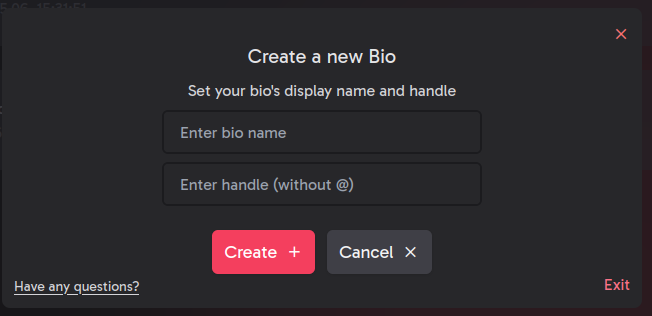 Create a new Bio
Set your bio's display name and handle
Enter bio name
Enter handle (without @)
Create +
Cancel ×
Have any questions?
Exit